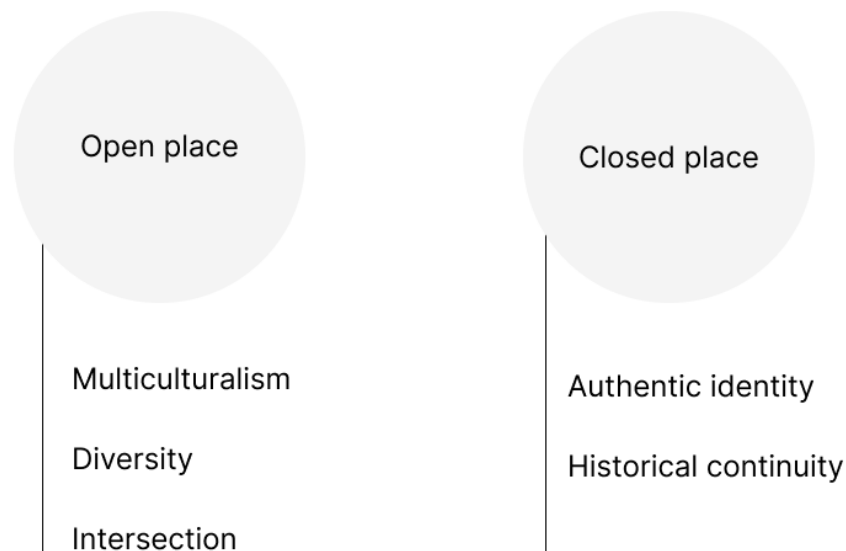 Open place
Multiculturalism
Diversity
Intersection
Closed place
Authentic identity
Historical continuity